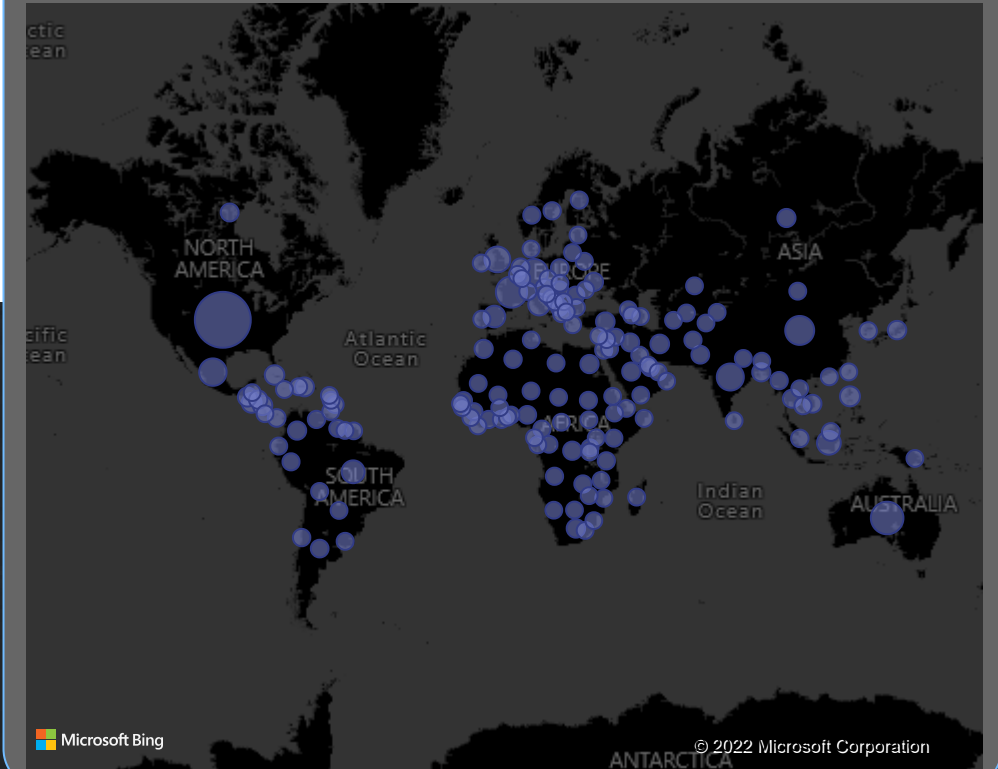 ctic
ean
NORTH
AMERICA
EUROPE
ASIA
cific
ean
Atlantic
Ocean
AFRICA
SOUTH
AMERICA
Indian
Ocean
AUSTRALIA
Microsoft Bing
© 2022 Microsoft Corporation
ANTARCTICA